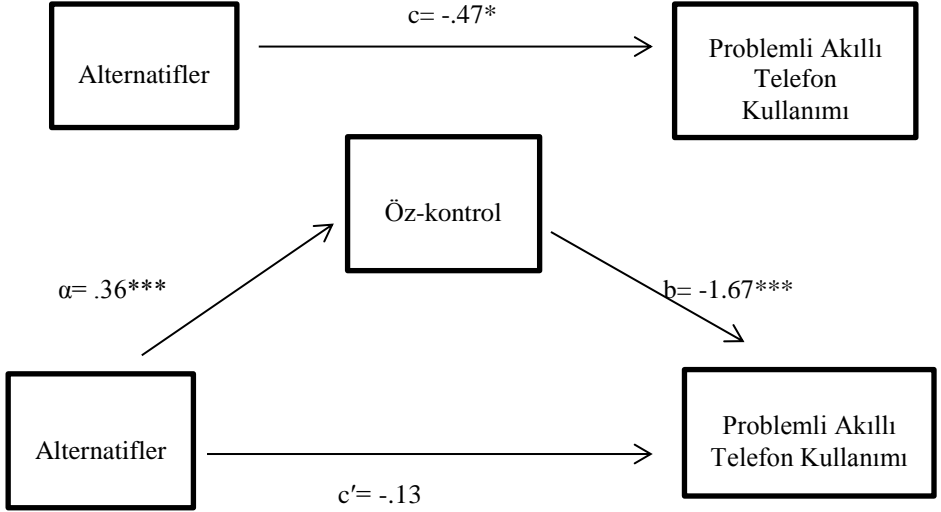 c= -.47*
Alternatifler
Problemli Akıllı
Telefon
Kullanımı
Öz-kontrol
α= .36***
b= -1.67***
Alternatifler
Problemli Akıllı
Telefon Kullanımı
c′= -.13